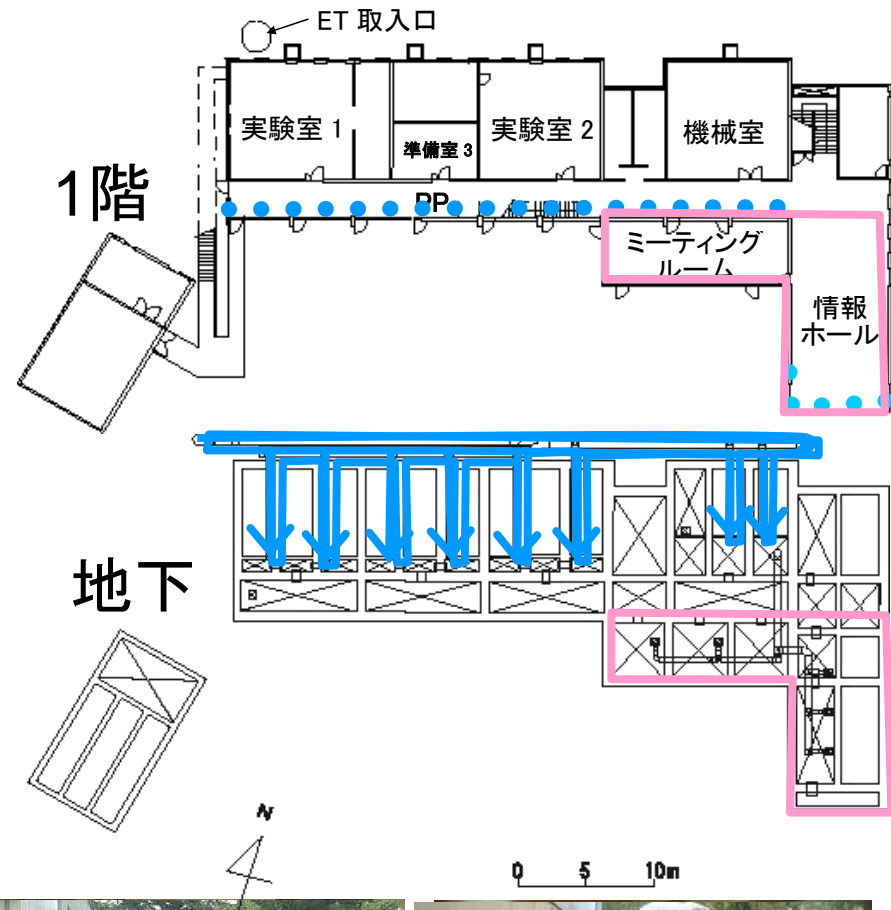 ET 取入口
実験室 1
準備室 3
実験室 2
機械室
1階
PP
ミーティング
ルーム
情報
ホール
地下
N
0 5 10m